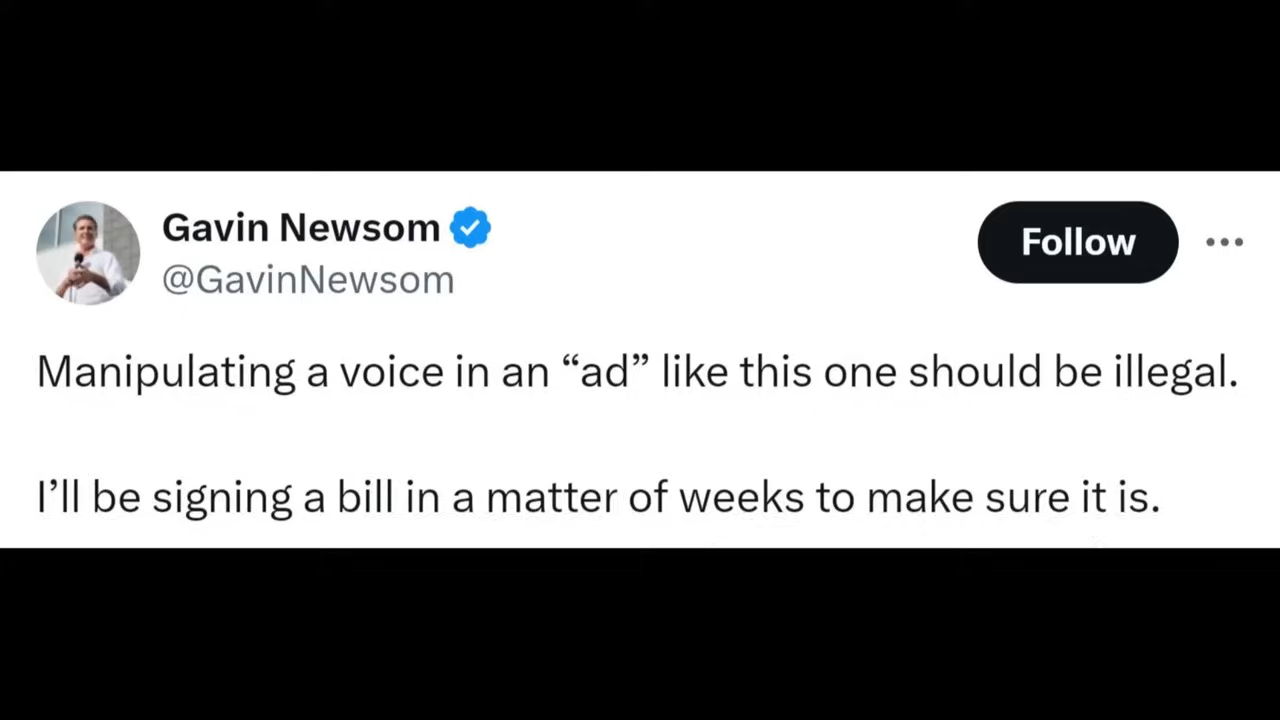 Gavin Newsom
@GavinNewsom
Follow
Manipulating a voice in an “ad” like this one should be illegal.
I’ll be signing a bill in a matter of weeks to make sure it is.